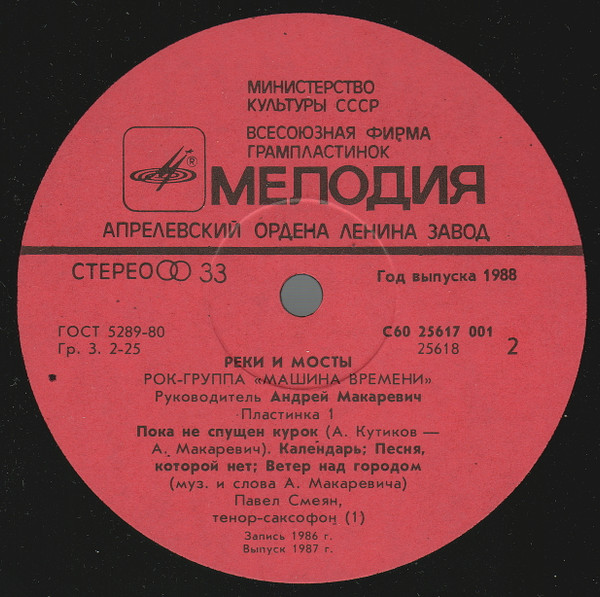 МИНИСТЕРСТВО
КУЛЬТУРЫ СССР
ВСЕСОЮЗНАЯ ФИРМА
ГРАМПЛАСТИНОК
®
МЕЛОДИЯ
АПРЕЛЕВСКИЙ ОРДЕНА ЛЕНИНА ЗАВОД
СТЕРЕО 33
Год выпуска 1988
ГОСТ 5289-80
Гр. 3. 2-25
С60 25617 001
25618 2
РЕКИ И МОСТЫ
РОК-ГРУППА «МАШИНА ВРЕМЕНИ»
Руководитель Андрей Макаревич
Пластинка 1
Пока не спущен курок (А. Кутиков —
А. Макаревич). Календарь; Песня,
которой нет; Ветер над городом
(муз. и слова А. Макаревича)
Павел Смеян,
тенор-саксофон (1)
Запись 1986 г.
Выпуск 1987 г.